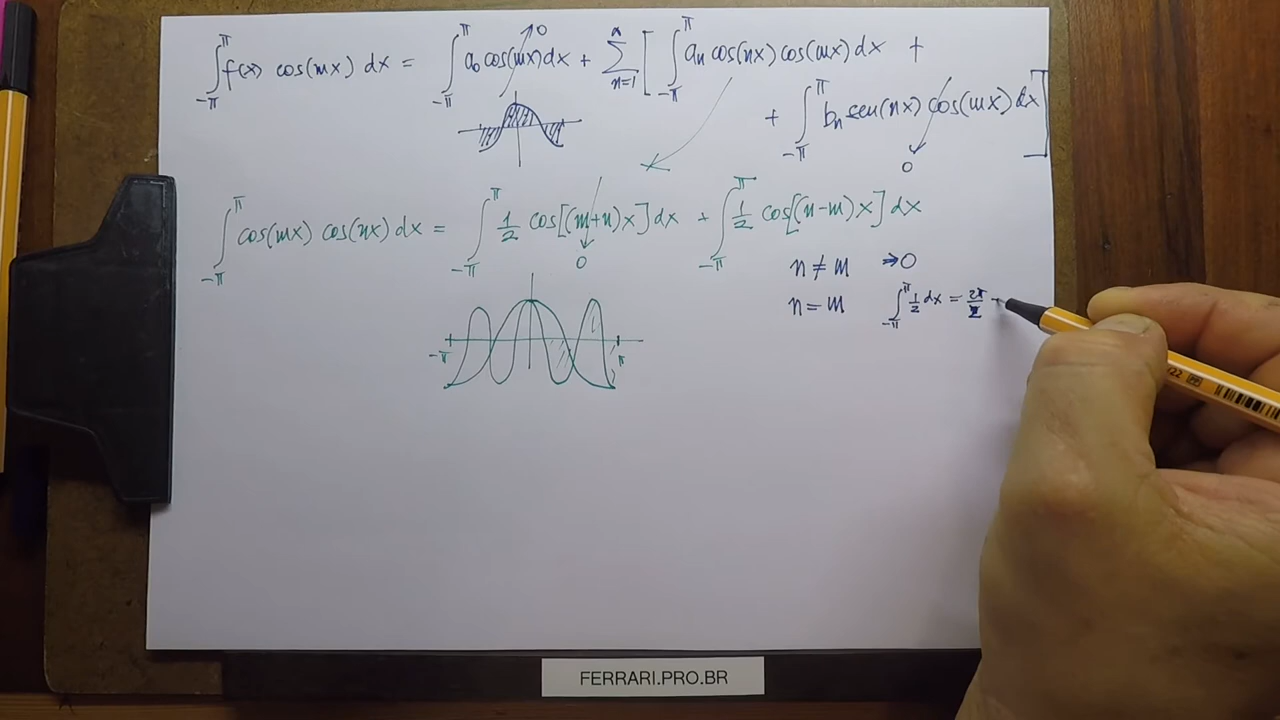 ∫_{-π}^{π} f(x) cos(mx) dx = ∫_{-π}^{π} a₀ cos(mx) dx + ∑_{n=1}^{∞} [ ∫_{-π}^{π} aₙ cos(nx) cos(mx) dx +
0
+ ∫_{-π}^{π} bₙ sen(nx) cos(mx) dx ]
0
∫_{-π}^{π} cos(mx) cos(nx) dx = ∫_{-π}^{π} 1/2 cos[(m+n)x] dx + ∫_{-π}^{π} 1/2 cos[(n-m)x] dx
0
n ≠ m ⇒ 0
n = m ∫_{-π}^{π} 1/2 dx = 2π/2
-π π
FERRARI.PRO.BR